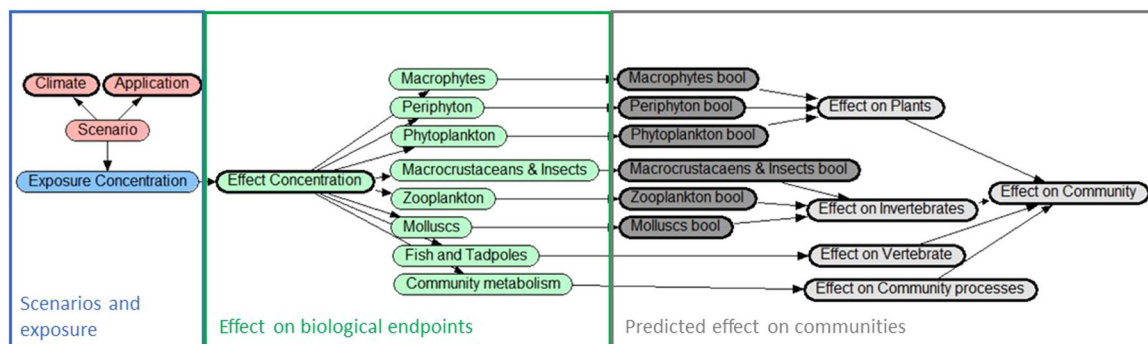 Climate
Application
Scenario
Exposure Concentration
Scenarios and
exposure
Effect Concentration
Macrophytes
Periphyton
Phytoplankton
Macrocrustaceans & Insects
Zooplankton
Molluscs
Fish and Tadpoles
Community metabolism
Effect on biological endpoints
Macrophytes bool
Periphyton bool
Phytoplankton bool
Macrocrustacaens & Insects bool
Zooplankton bool
Molluscs bool
Effect on Plants
Effect on Invertebrates
Effect on Vertebrate
Effect on Community processes
Effect on Community
Predicted effect on communities